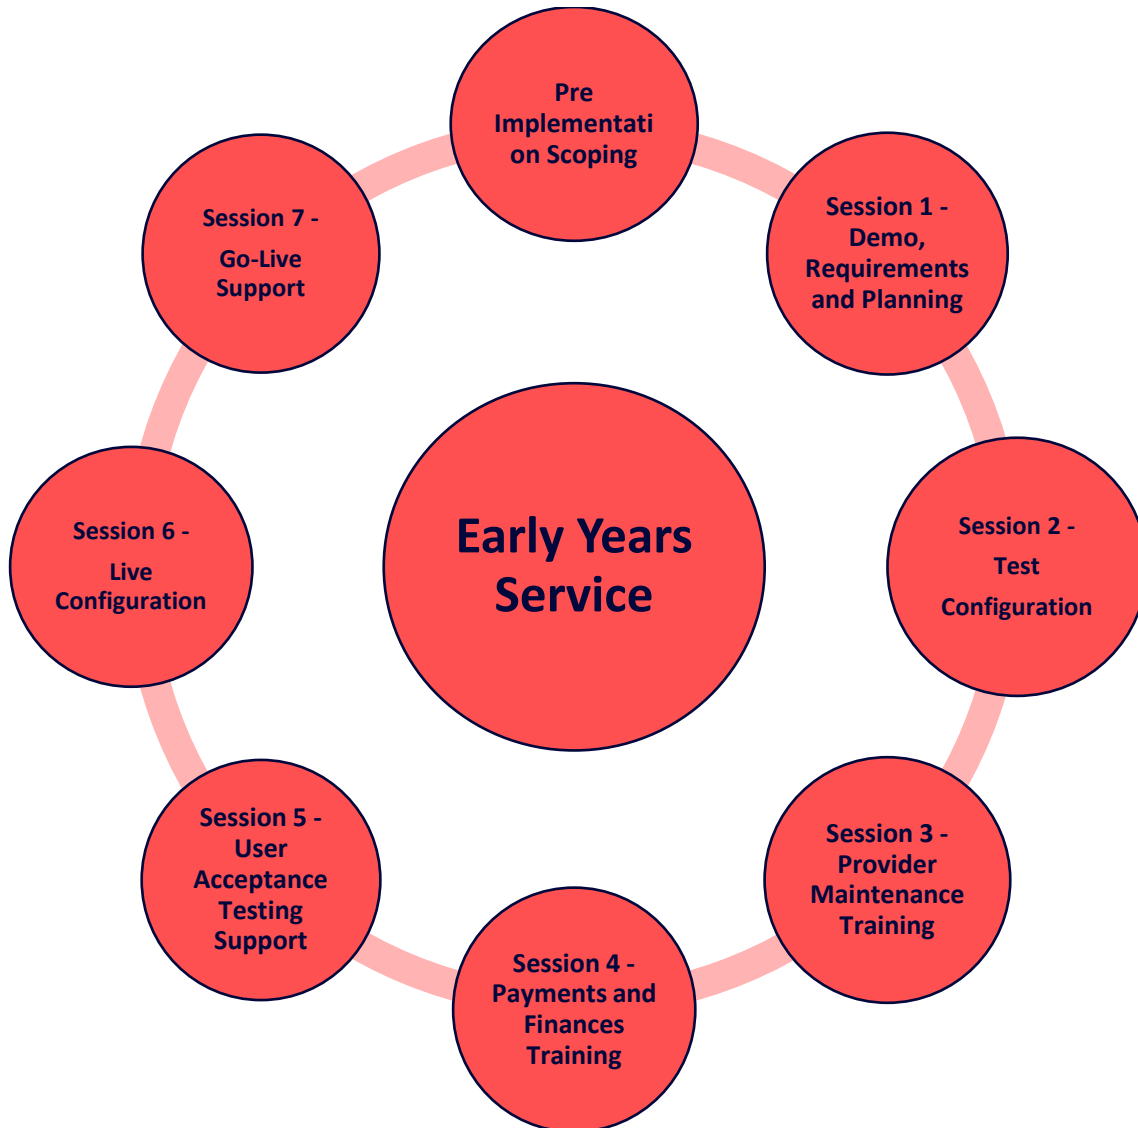 Pre
Implementati
on Scoping
Session 1 -
Demo,
Requirements
and Planning
Session 2 -
Test
Configuration
Session 3 -
Provider
Maintenance
Training
Session 4 -
Payments and
Finances
Training
Session 5 -
User
Acceptance
Testing
Support
Session 6 -
Live
Configuration
Session 7 -
Go-Live
Support
Early Years
Service